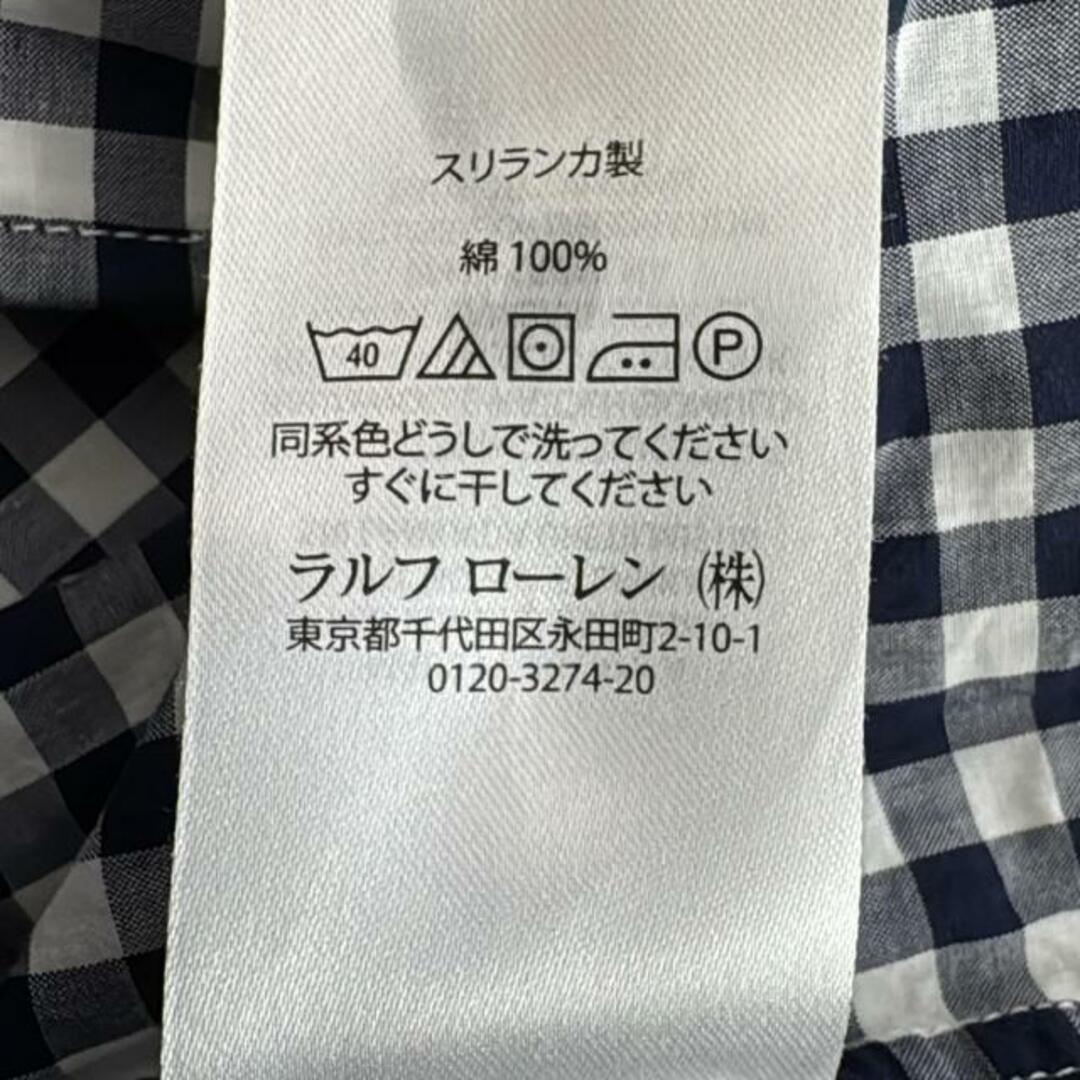 スリランカ製
綿 100%
40 P
同系色どうしで洗ってください
すぐに干してください
ラルフ ローレン (株)
東京都千代田区永田町2-10-1
0120-3274-20